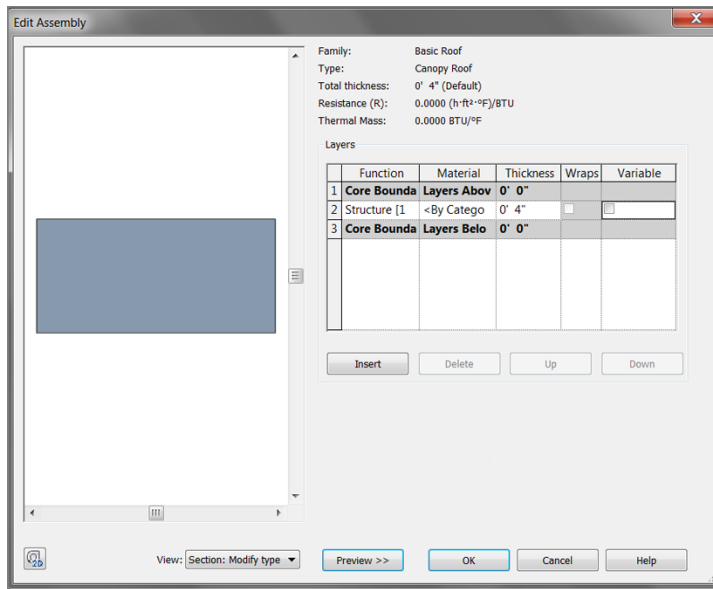 Edit Assembly
Family: Basic Roof
Type: Canopy Roof
Total thickness: 0' 4" (Default)
Resistance (R): 0.0000 (h·ft²·°F)/BTU
Thermal Mass: 0.0000 BTU/°F
Layers
Function Material Thickness Wraps Variable
1 Core Bounda Layers Abov 0' 0"
2 Structure [1 <By Catego 0' 4"
3 Core Bounda Layers Belo 0' 0"
Insert Delete Up Down
2D View: Section: Modify type Preview >> OK Cancel Help